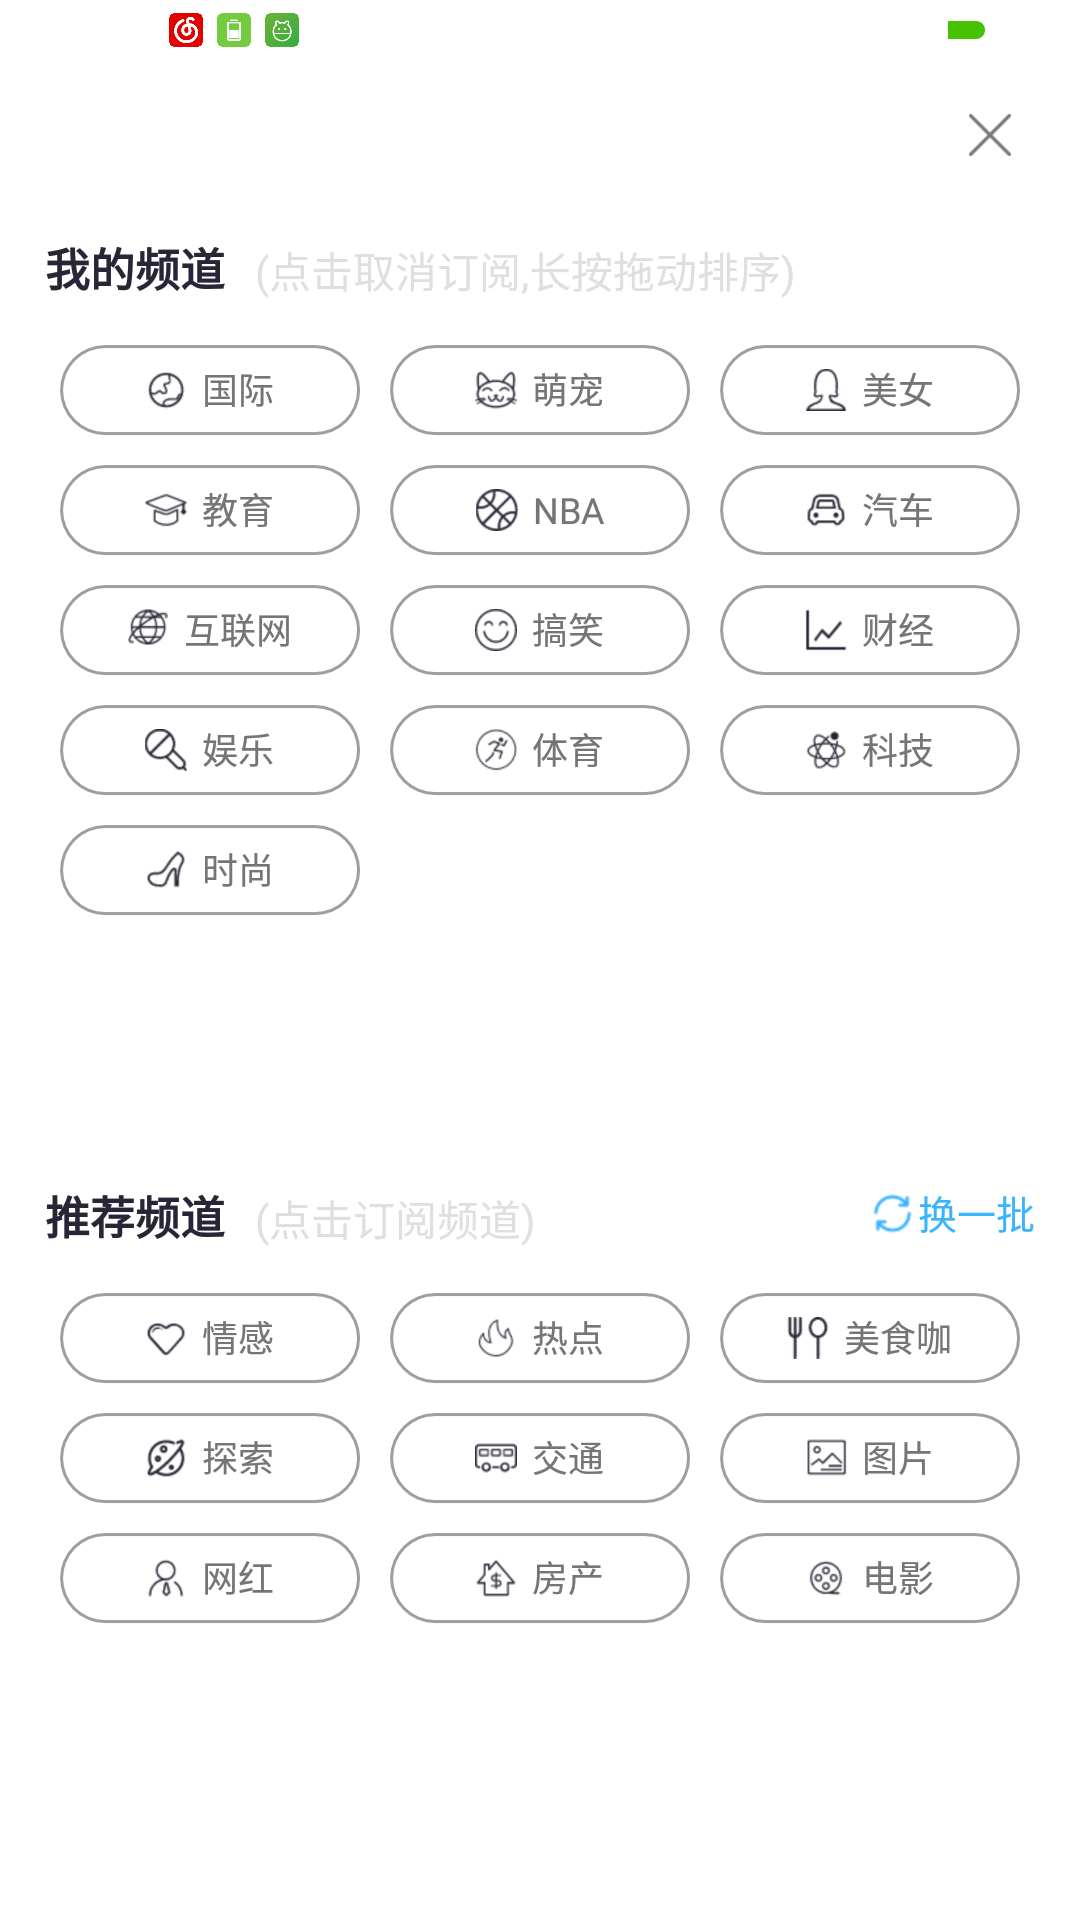 我的频道 (点击取消订阅,长按拖动排序)
国际 萌宠 美女
教育 NBA 汽车
互联网 搞笑 财经
娱乐 体育 科技
时尚
推荐频道 (点击订阅频道) 换一批
情感 热点 美食咖
探索 交通 图片
网红 房产 电影